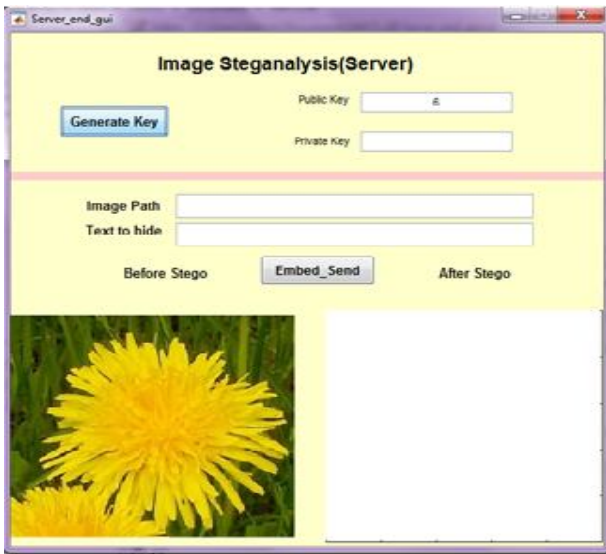 Server_end_gui
Image Steganalysis(Server)
Generate Key
Public Key
6
Private Key
Image Path
Text to hide
Before Stego
Embed_Send
After Stego